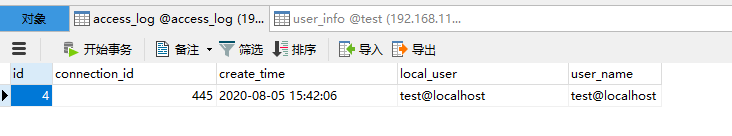 对象 access_log @access_log (19... user_info @test (192.168.11...
开始事务 备注 筛选 排序 导入 导出
id connection_id create_time local_user user_name
4 445 2020-08-05 15:42:06 test@localhost test@localhost